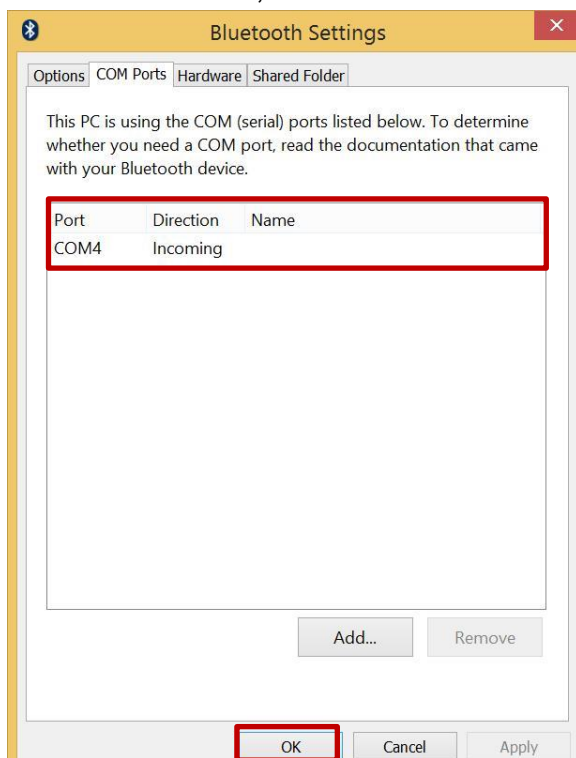 Bluetooth Settings
Options COM Ports Hardware Shared Folder
This PC is using the COM (serial) ports listed below. To determine
whether you need a COM port, read the documentation that came
with your Bluetooth device.
Port Direction Name
COM4 Incoming
Add... Remove
OK Cancel Apply